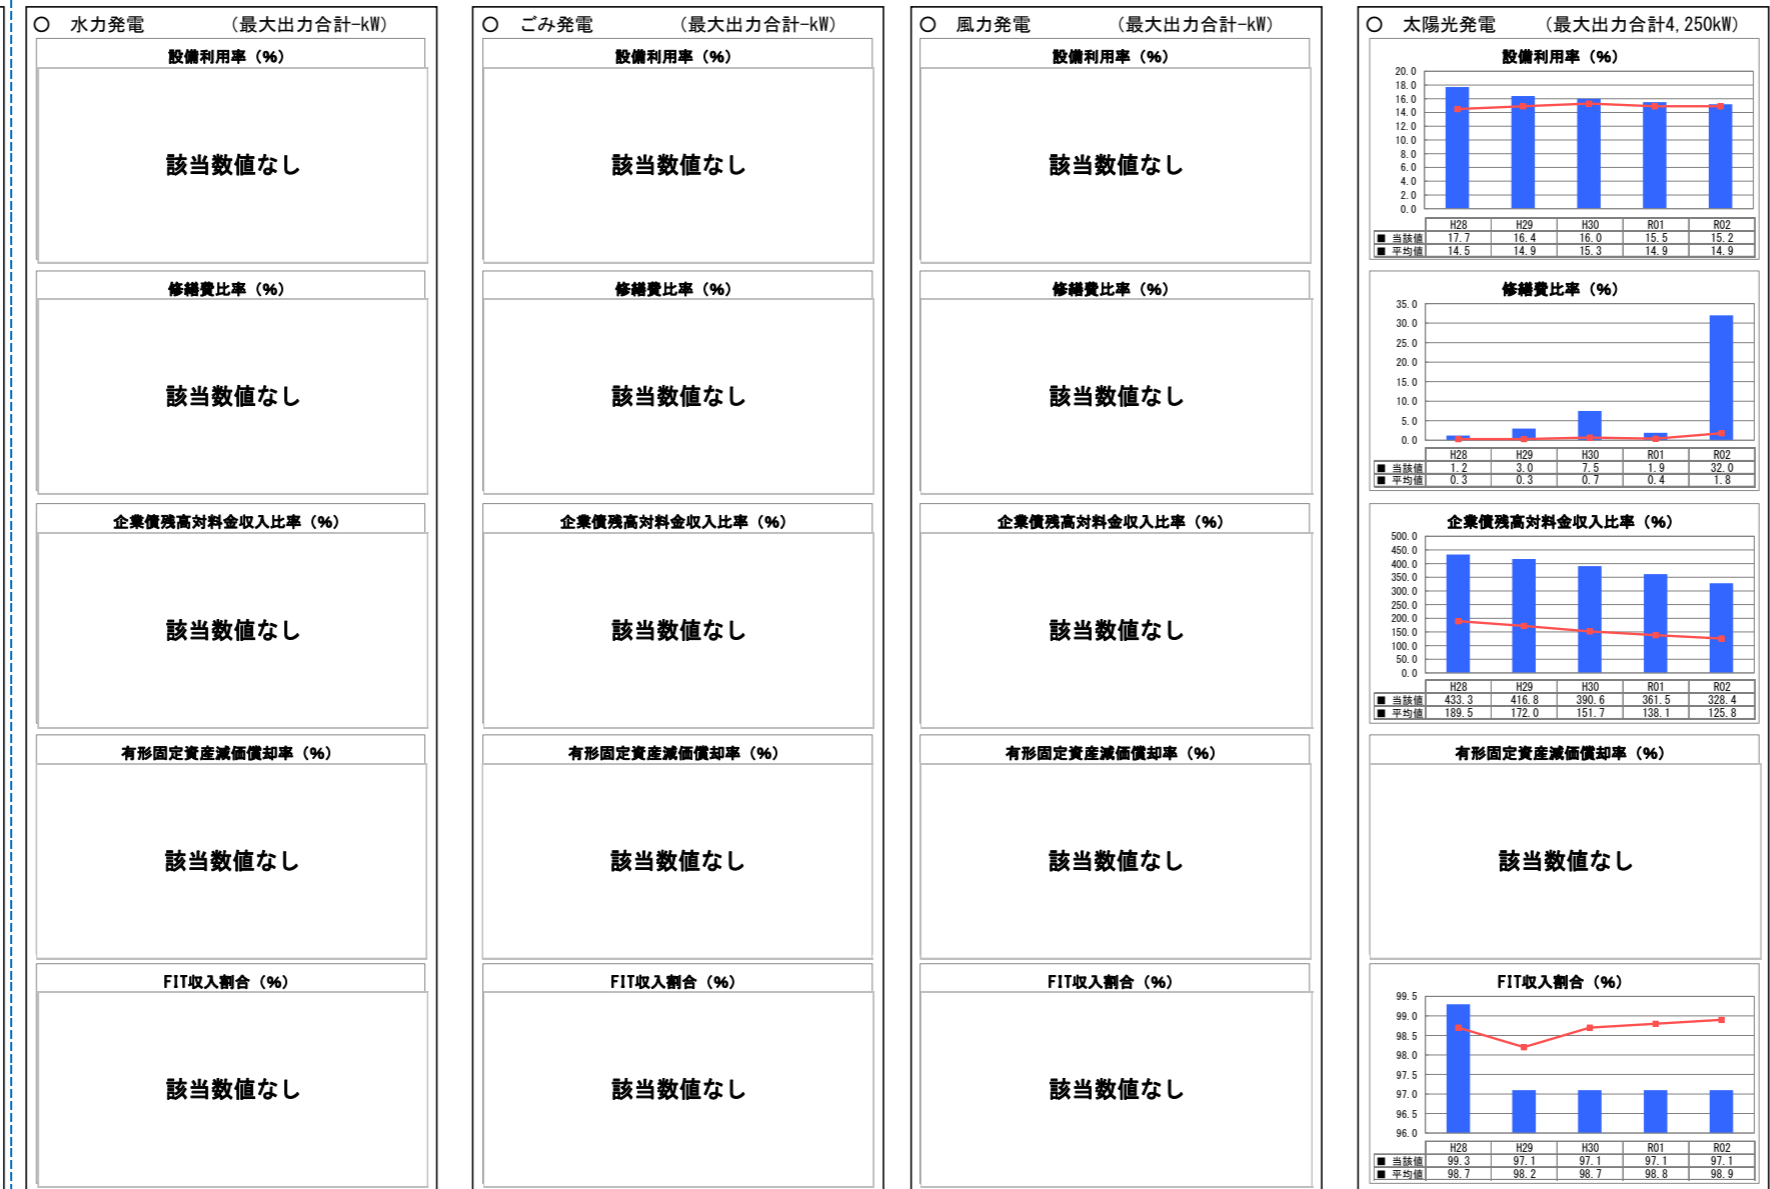 ○ 水力発電 （最大出力合計-kW）
設備利用率（%）
該当数値なし
修繕費比率（%）
該当数値なし
企業債残高対料金収入比率（%）
該当数値なし
有形固定資産減価償却率（%）
該当数値なし
FIT収入割合（%）
該当数値なし
○ ごみ発電 （最大出力合計-kW）
設備利用率（%）
該当数値なし
修繕費比率（%）
該当数値なし
企業債残高対料金収入比率（%）
該当数値なし
有形固定資産減価償却率（%）
該当数値なし
FIT収入割合（%）
該当数値なし
○ 風力発電 （最大出力合計-kW）
設備利用率（%）
該当数値なし
修繕費比率（%）
該当数値なし
企業債残高対料金収入比率（%）
該当数値なし
有形固定資産減価償却率（%）
該当数値なし
FIT収入割合（%）
該当数値なし
○ 太陽光発電 （最大出力合計4,250kW）
設備利用率（%）
20.0
18.0
16.0
14.0
12.0
10.0
8.0
6.0
4.0
2.0
0.0
H28 H29 H30 R01 R02
■ 当該値 17.7 16.4 16.0 15.5 15.2
■ 平均値 14.5 14.9 15.3 14.9 14.9
修繕費比率（%）
35.0
30.0
25.0
20.0
15.0
10.0
5.0
0.0
H28 H29 H30 R01 R02
■ 当該値 1.2 3.0 7.5 1.9 32.0
■ 平均値 0.3 0.3 0.7 0.4 1.8
企業債残高対料金収入比率（%）
500.0
450.0
400.0
350.0
300.0
250.0
200.0
150.0
100.0
50.0
0.0
H28 H29 H30 R01 R02
■ 当該値 433.3 416.8 390.6 361.5 328.4
■ 平均値 189.5 172.0 151.7 138.1 125.8
有形固定資産減価償却率（%）
該当数値なし
FIT収入割合（%）
99.5
99.0
98.5
98.0
97.5
97.0
96.5
96.0
H28 H29 H30 R01 R02
■ 当該値 99.3 97.1 97.1 97.1 97.1
■ 平均値 98.7 98.2 98.7 98.8 98.9